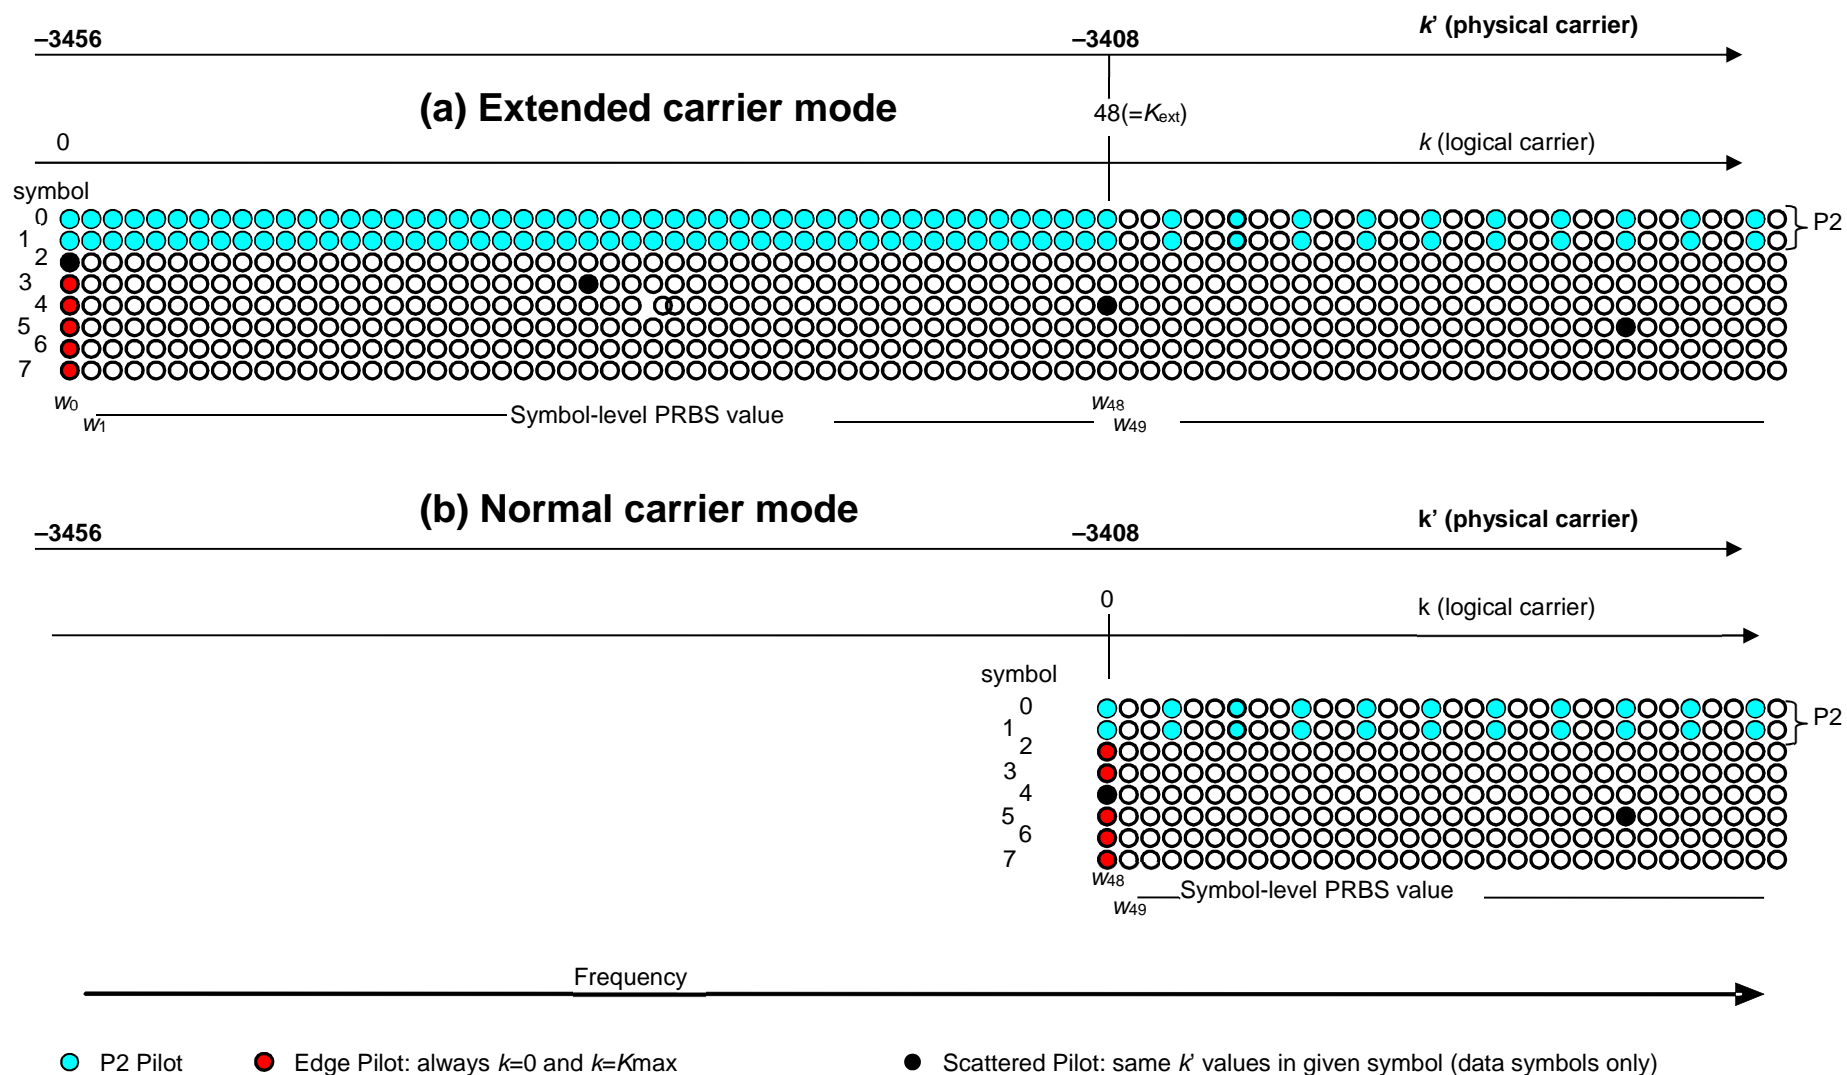 k' (physical carrier)
–3456 –3408
(a) Extended carrier mode
48(=Kext)
0 k (logical carrier)
symbol
0 P2
1
2
3
4
5
6
7
w0 w48
w1 Symbol-level PRBS value w49
(b) Normal carrier mode
k' (physical carrier)
–3456 –3408
0 k (logical carrier)
symbol
0 P2
1
2
3
4
5
6
7
w48
w49 Symbol-level PRBS value
Frequency
P2 Pilot Edge Pilot: always k=0 and k=Kmax Scattered Pilot: same k' values in given symbol (data symbols only)